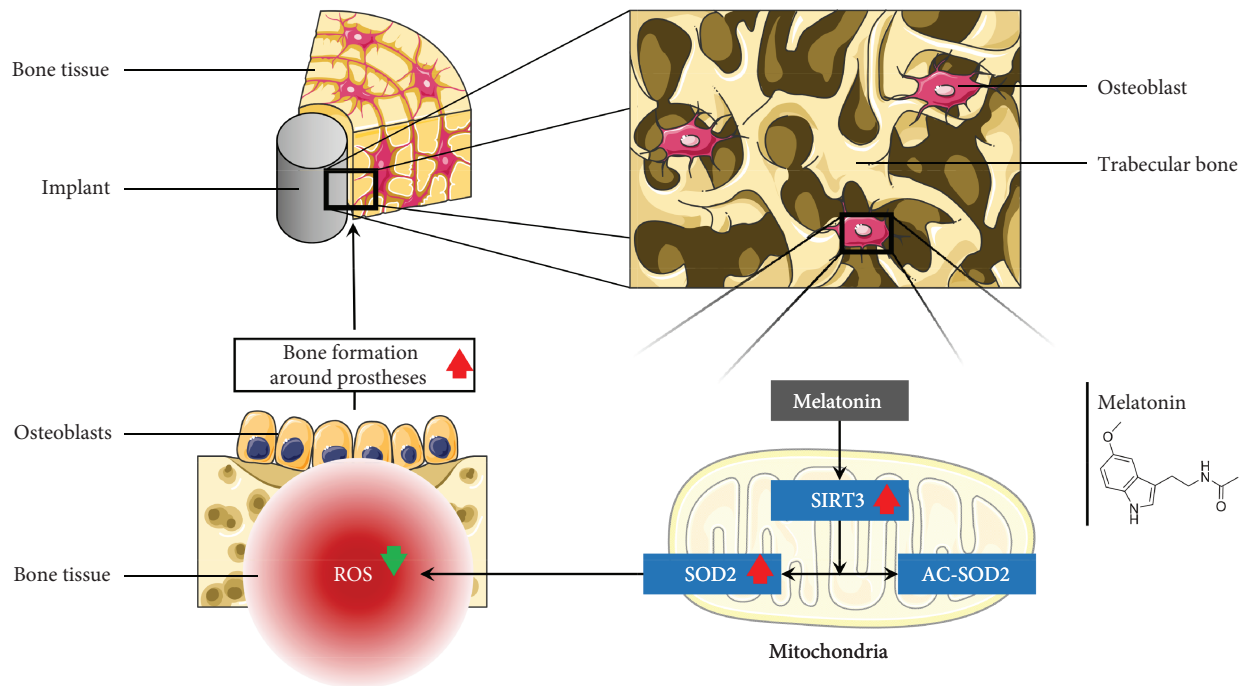 Bone tissue
Implant
Osteoblast
Trabecular bone
Bone formation
around prostheses
Osteoblasts
Bone tissue
ROS
Melatonin
SIRT3
SOD2
AC-SOD2
Mitochondria
Melatonin
O
H
N
N
H
O